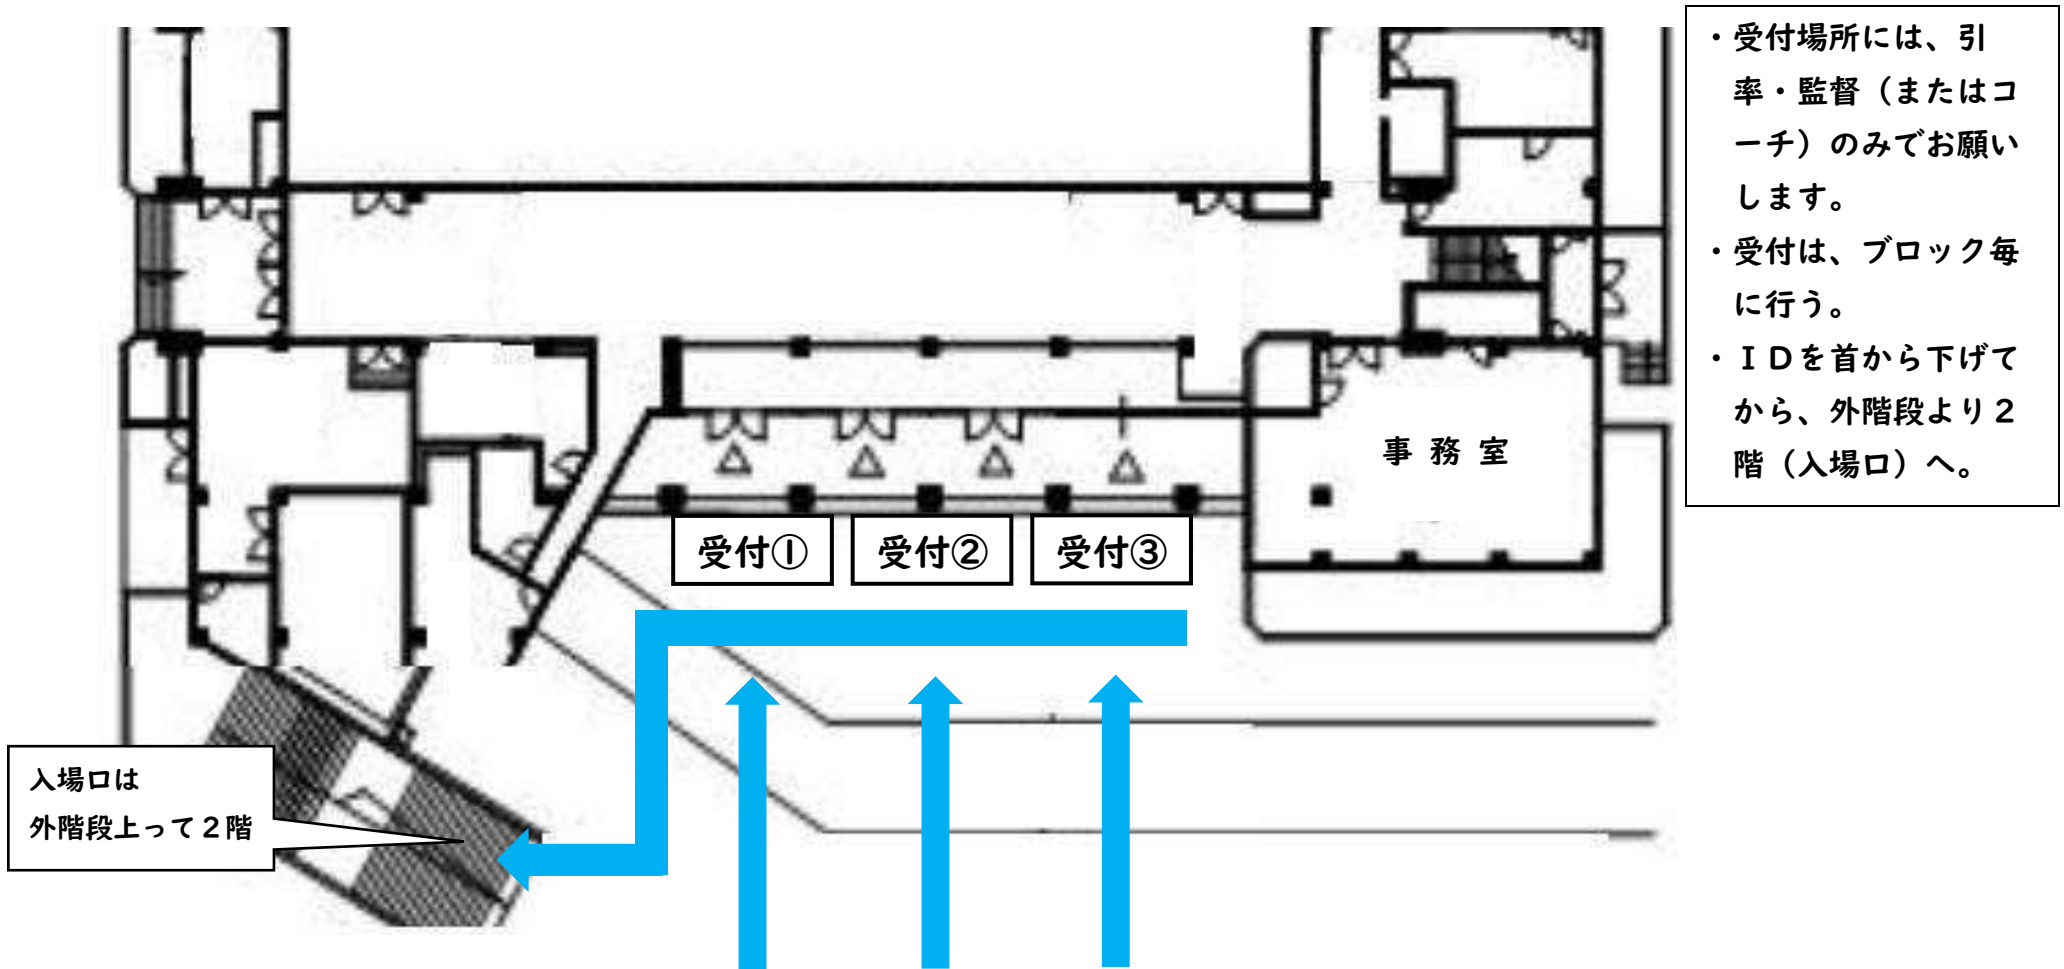 ・受付場所には、引
率・監督（またはコ
ーチ）のみでお願い
します。
・受付は、ブロック毎
に行う。
・ＩＤを首から下げて
から、外階段より２
階（入場口）へ。
事 務 室
受付① 受付② 受付③
入場口は
外階段上って２階